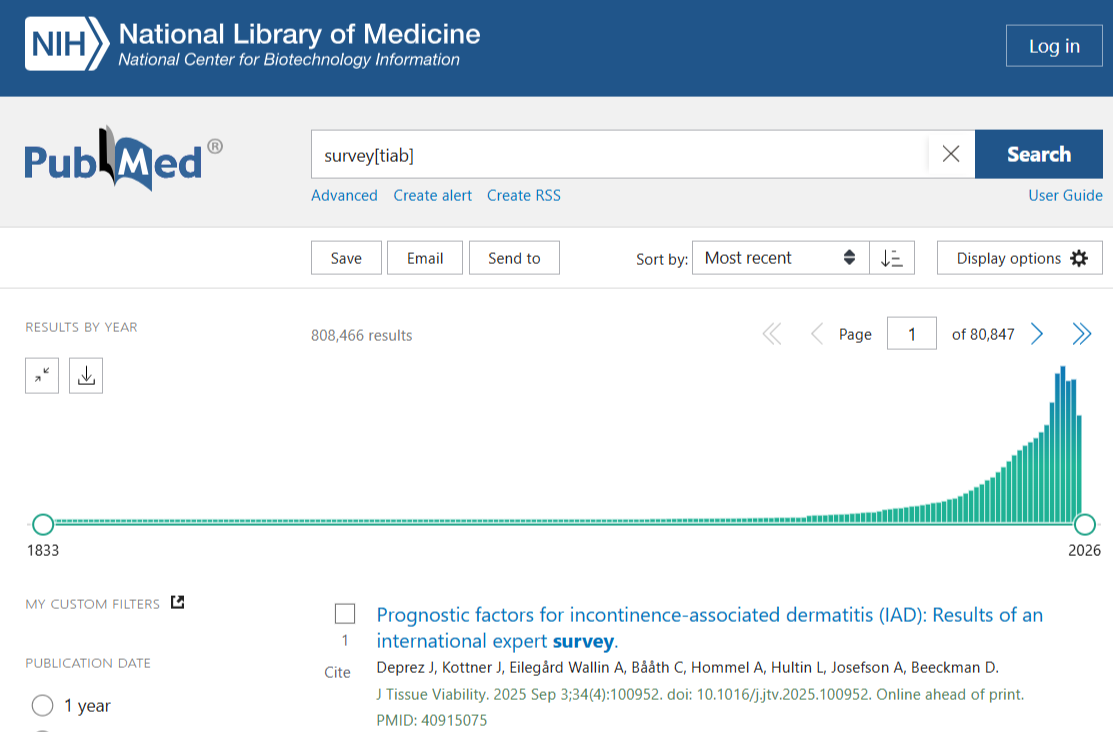 NIH
National Library of Medicine
National Center for Biotechnology Information
Log in
PubMed®
survey[tiab]
Search
Advanced
Create alert
Create RSS
User Guide
Save
Email
Send to
Sort by:
Most recent
Display options
RESULTS BY YEAR
808,466 results
Page
1
of 80,847
1833
2026
MY CUSTOM FILTERS
PUBLICATION DATE
1 year
1
Cite
Prognostic factors for incontinence-associated dermatitis (IAD): Results of an
international expert survey.
Deprez J, Kottner J, Eilegård Wallin A, Bååth C, Hommel A, Hultin L, Josefson A, Beeckman D.
J Tissue Viability. 2025 Sep 3;34(4):100952. doi: 10.1016/j.jtv.2025.100952. Online ahead of print.
PMID: 40915075